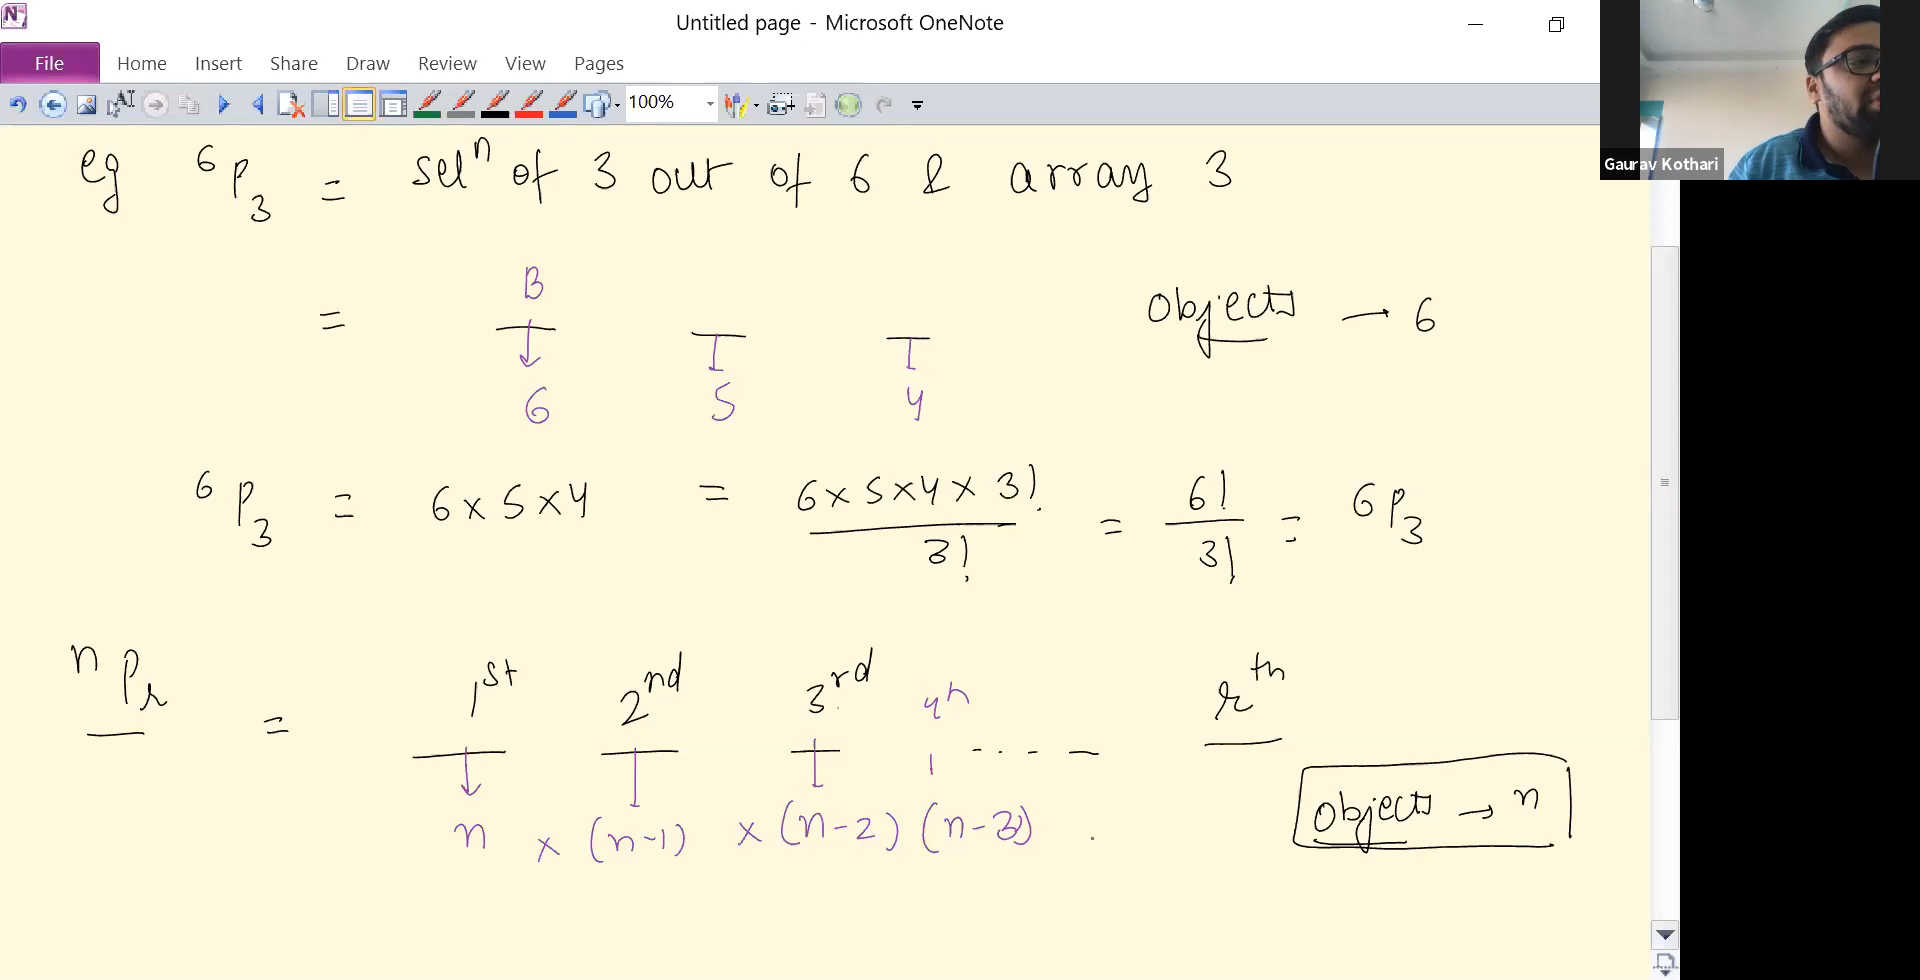 Untitled page - Microsoft OneNote
File Home Insert Share Draw Review View Pages
100%
Gaurav Kothari
eg ⁶P₃ = selⁿ of 3 out of 6 & array 3
B
= Objects → 6
6 5 4
⁶P₃ = 6 × 5 × 4 = 6 × 5 × 4 × 3! / 3! = 6! / 3! = ⁶P₃
ⁿPᵣ = 1st 2nd 3rd 4th ---- rth
n × (n-1) × (n-2) (n-3) .
Objects → n